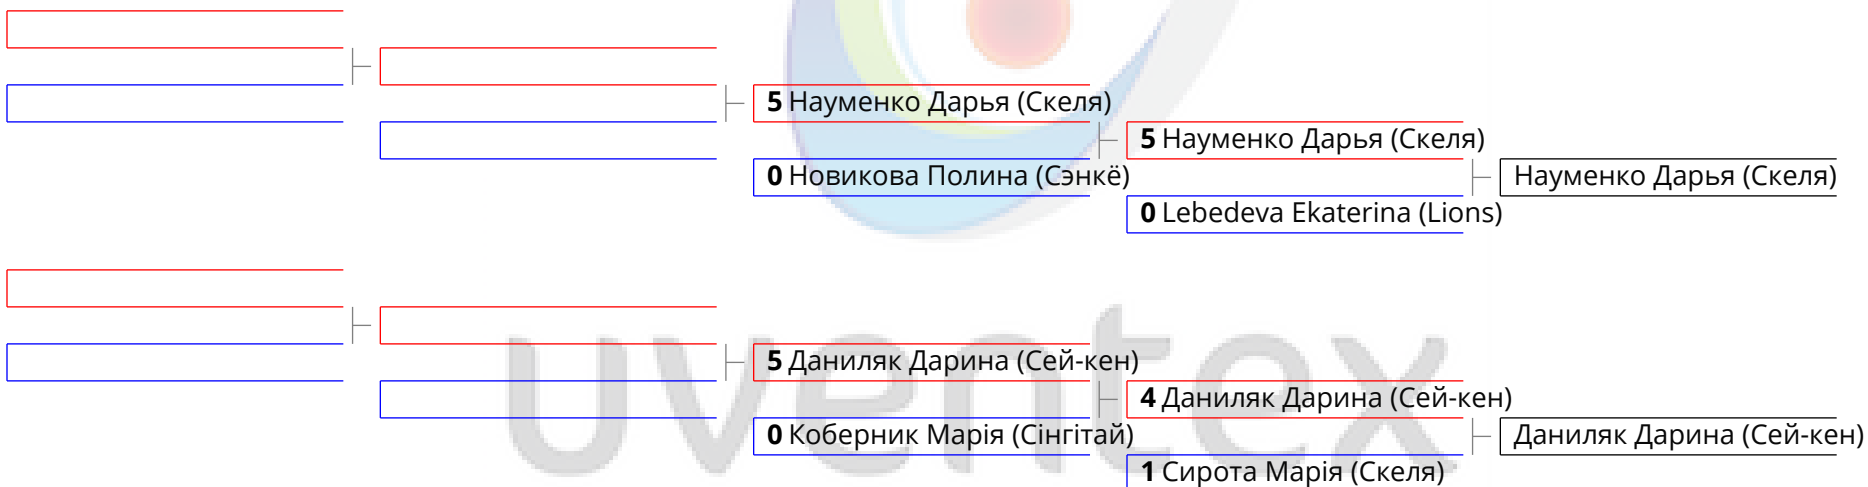 5 Науменко Дарья (Скеля)
5 Науменко Дарья (Скеля)
0 Новикова Полина (Сэнкё)
Науменко Дарья (Скеля)
0 Lebedeva Ekaterina (Lions)
uventex
5 Даниляк Дарина (Сей-кен)
4 Даниляк Дарина (Сей-кен)
0 Коберник Марія (Сінгітай)
Даниляк Дарина (Сей-кен)
1 Сирота Марія (Скеля)